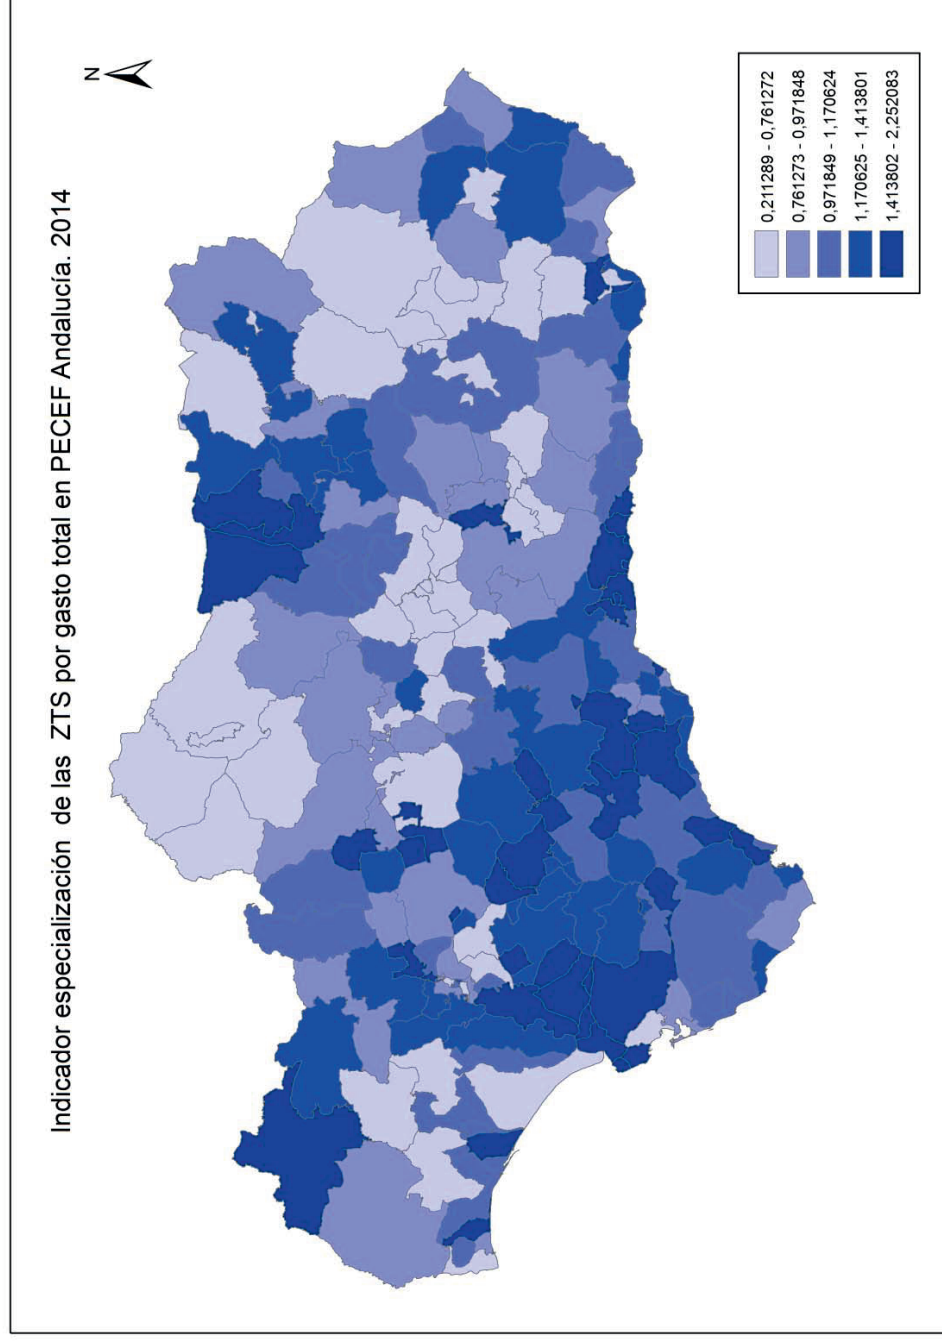 Indicador especialización de las ZTS por gasto total en PECEF Andalucía. 2014
N
0,211289 - 0,761272
0,761273 - 0,971848
0,971849 - 1,170624
1,170625 - 1,413801
1,413802 - 2,252083